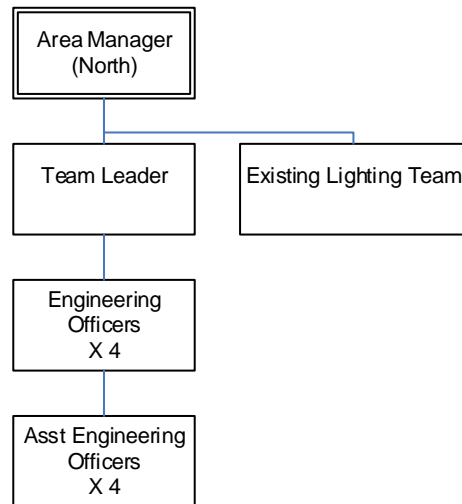 Area Manager
(North)
Team Leader
Existing Lighting Team
Engineering
Officers
X 4
Asst Engineering
Officers
X 4